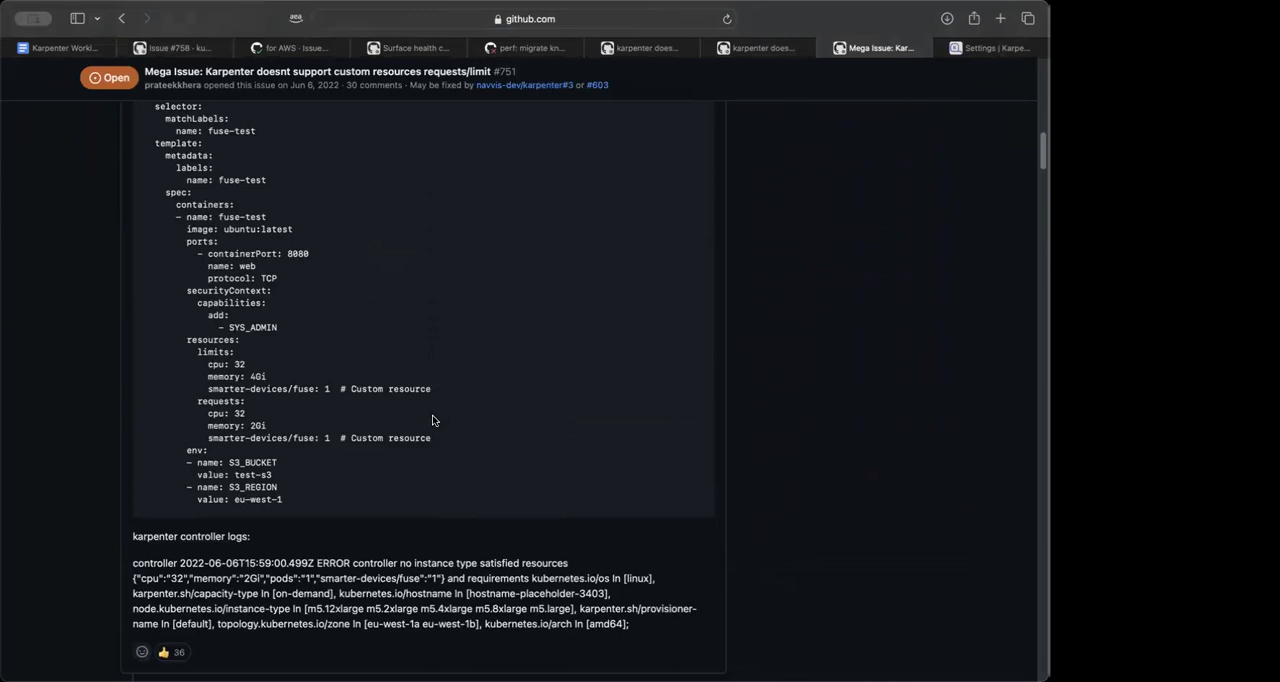 aea
github.com
Karpenter Worki...
issue #758 · ku...
for AWS · Issue...
Surface health c...
perf: migrate kn...
karpenter does...
karpenter does...
Mega Issue: Kar...
Settings | Karpe...
Open
Mega Issue: Karpenter doesnt support custom resources requests/limit #751
prateekkhera opened this issue on Jun 6, 2022 · 30 comments · May be fixed by navvis-dev/karpenter#3 or #603
selector:
matchLabels:
name: fuse-test
template:
metadata:
labels:
name: fuse-test
spec:
containers:
- name: fuse-test
image: ubuntu:latest
ports:
- containerPort: 8080
name: web
protocol: TCP
securityContext:
capabilities:
add:
- SYS_ADMIN
resources:
limits:
cpu: 32
memory: 4Gi
smarter-devices/fuse: 1 # Custom resource
requests:
cpu: 32
memory: 2Gi
smarter-devices/fuse: 1 # Custom resource
env:
- name: S3_BUCKET
value: test-s3
- name: S3_REGION
value: eu-west-1
karpenter controller logs:
controller 2022-06-06T15:59:00.499Z ERROR controller no instance type satisfied resources
{"cpu":"32","memory":"2Gi","pods":"1","smarter-devices/fuse":"1"} and requirements kubernetes.io/os In [linux],
karpenter.sh/capacity-type In [on-demand], kubernetes.io/hostname In [hostname-placeholder-3403],
node.kubernetes.io/instance-type In [m5.12xlarge m5.2xlarge m5.4xlarge m5.8xlarge m5.large], karpenter.sh/provisioner-
name In [default], topology.kubernetes.io/zone In [eu-west-1a eu-west-1b], kubernetes.io/arch In [amd64];
36